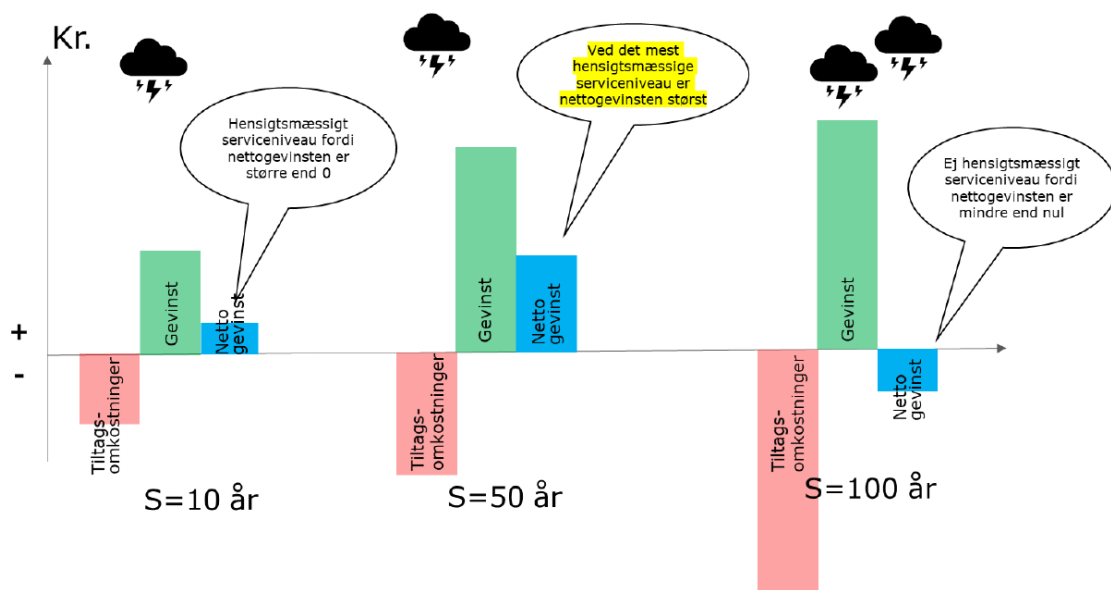 Kr.
Hensigtsmæssigt
serviceniveau fordi
nettogevinsten er
større end 0
Ved det mest
hensigtsmæssige
serviceniveau er
nettogevinsten størst
Ej hensigtsmæssigt
serviceniveau fordi
nettogevinsten er
mindre end nul
+
-
Tiltags-
omkostninger
Gevinst
Netto
gevinst
S=10 år
Tiltags-
omkostninger
Gevinst
Netto
gevinst
S=50 år
Tiltags-
omkostninger
Gevinst
Netto
gevinst
S=100 år